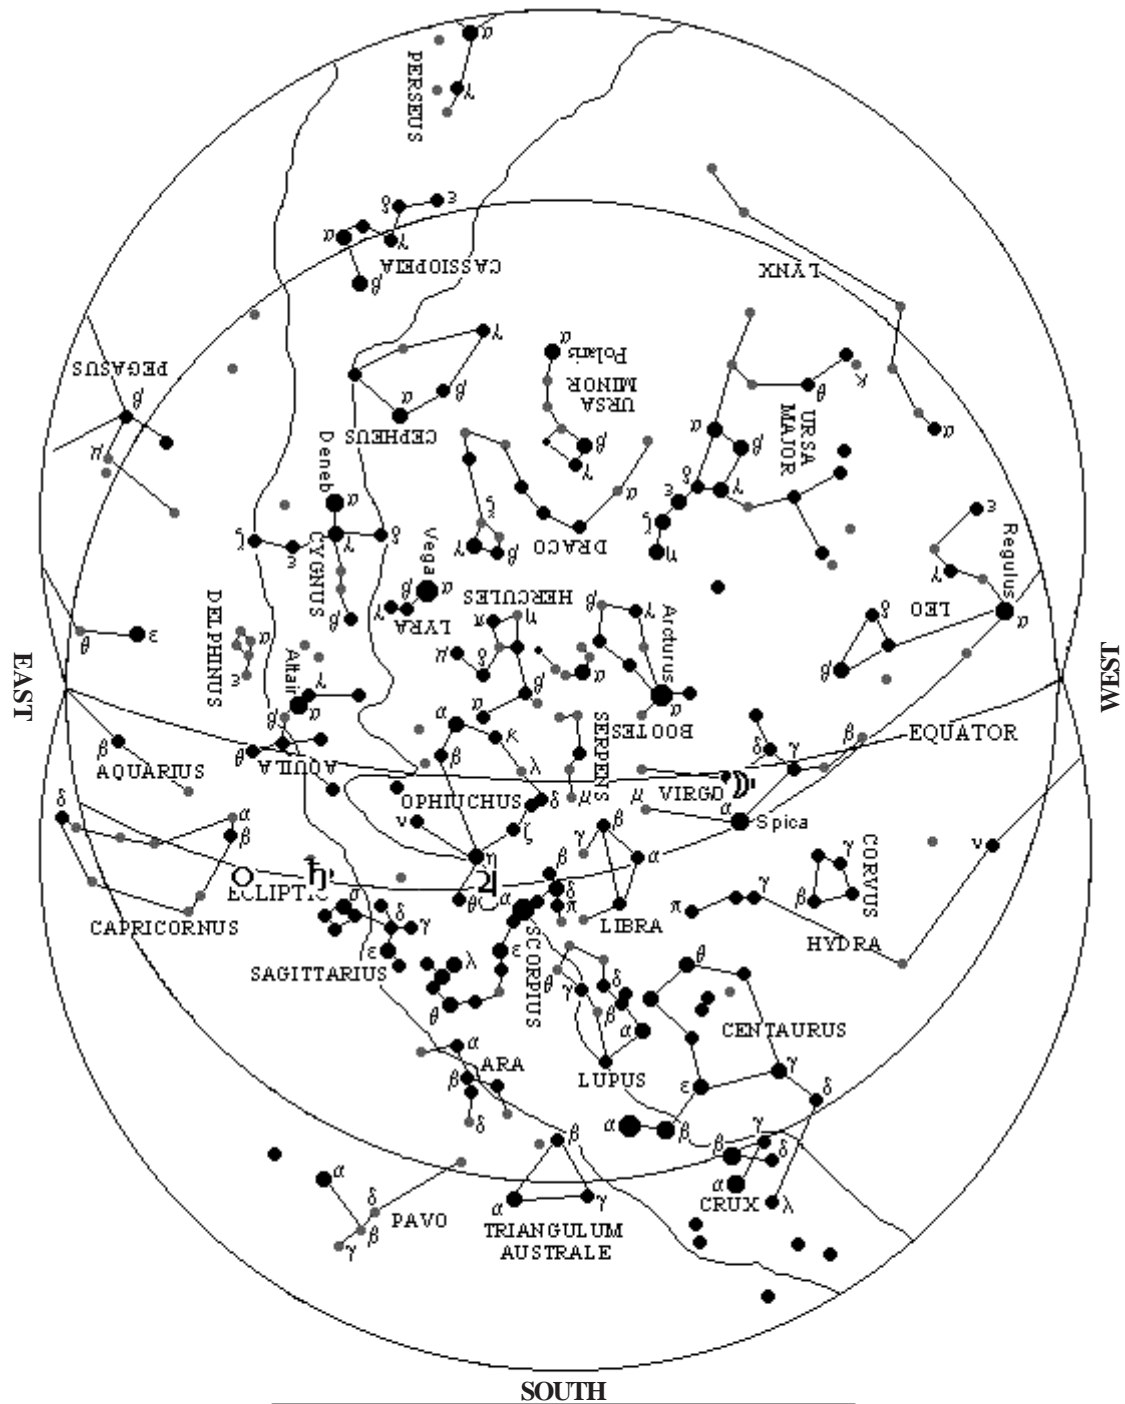 α
PERSEUS
γ
ε
δ
α
γ
CASSIOPEIA
β
LYNX
PEGASUS
β
μ
γ
α
β
CEPHEUS
α
Polaris
URSA
MINOR
β
γ
κ
θ
URSA
MAJOR
α
β
α
δ
γ
ε
ζ
η
Deneb
α
γ
δ
ε
ζ
CYGNUS
β
ζ
γ
β
DRACO
α
ε
γ
Regulus
α
LEO
δ
β
Vega
α
β
γ
LYRA
HERCULES
π
η
μ
δ
β
α
β
γ
Arcturus
α
BOOTES
α
DELPHINUS
α
ε
θ
ε
EAST
WEST
Altair
γ
α
β
θ
AQUILA
β
AQUARIUS
α
κ
β
λ
OPHIUCHUS
δ
ν
ζ
η
θ
SERPENS
μ
μ
VIRGO
☽
δ
γ
β
EQUATOR
α
Spica
δ
α
β
CAPRICORNUS
ECLIPTIC
♄
♃
β
γ
α
LIBRA
β
δ
π
α
SCORPIUS
ε
λ
θ
σ
δ
γ
ε
SAGITTARIUS
γ
β
CORVUS
ν
γ
π
HYDRA
θ
δ
γ
β
α
LUPUS
θ
CENTAURUS
γ
ε
δ
α
β
α
ARA
β
δ
β
α
γ
TRIANGULUM
AUSTRALE
γ
β
δ
α
CRUX
λ
α
δ
β
γ
PAVO
SOUTH